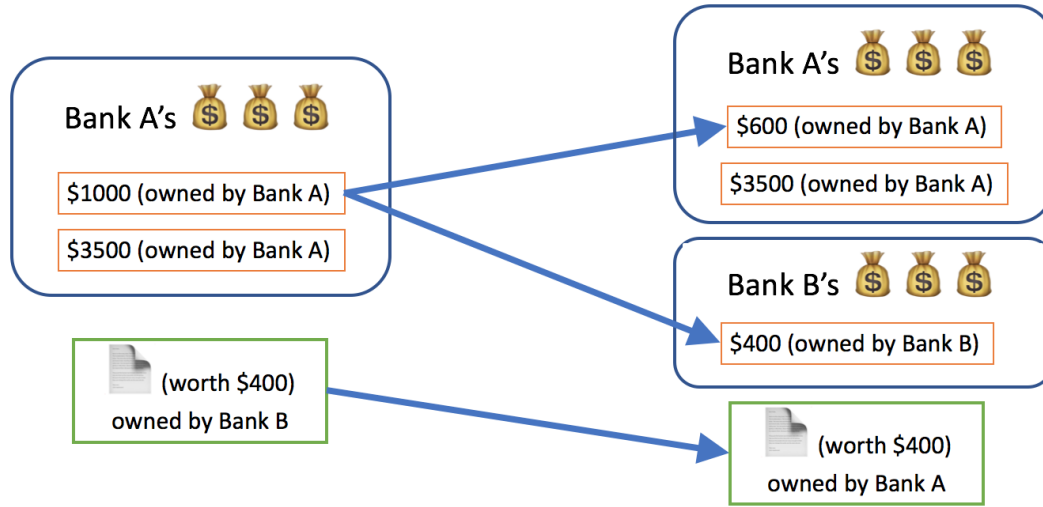 Bank A's
$1000 (owned by Bank A)
$3500 (owned by Bank A)
(worth $400)
owned by Bank B
Bank A's
$600 (owned by Bank A)
$3500 (owned by Bank A)
Bank B's
$400 (owned by Bank B)
(worth $400)
owned by Bank A